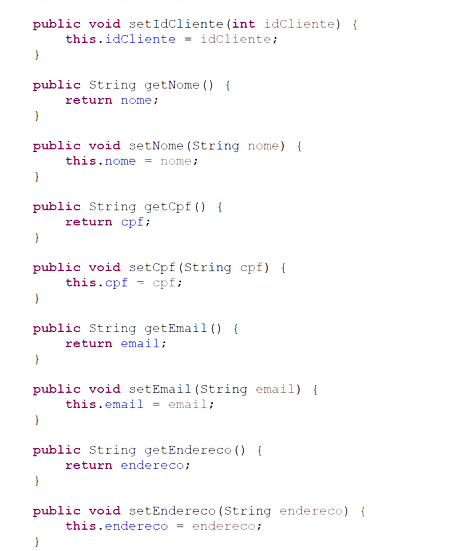 public void setIdCliente(int idCliente) {
this.idCliente = idCliente;
}
public String getNome() {
return nome;
}
public void setNome(String nome) {
this.nome = nome;
}
public String getCpf() {
return cpf;
}
public void setCpf(String cpf) {
this.cpf = cpf;
}
public String getEmail() {
return email;
}
public void setEmail(String email) {
this.email = email;
}
public String getEndereco() {
return endereco;
}
public void setEndereco(String endereco) {
this.endereco = endereco;
}